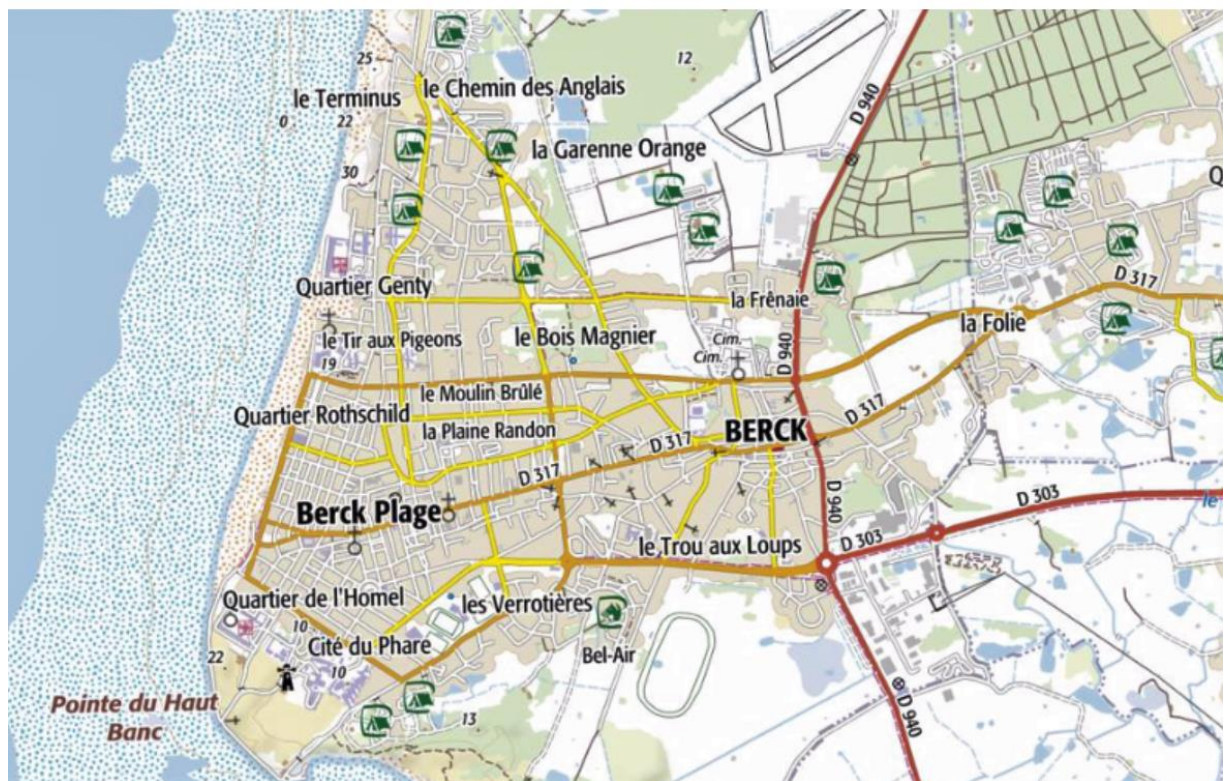 25
12
le Chemin des Anglais
le Terminus
D 940
0
22
la Garenne Orange
30
Q
D 317
Quartier Genty
la Frênaie
la Folie
le Tir aux Pigeons
le Bois Magnier
Cim.
Cim.
19
D 940
le Moulin Brûlé
Quartier Rothschild
la Plaine Randon
D 317
BERCK
D 317
D 317
Berck Plage
D 940
D 303
le
le Trou aux Loups
D 303
Quartier de l'Homel
les Verrotières
10
Cité du Phare
22
10
Bel-Air
Pointe du Haut
Banc
13
D 940